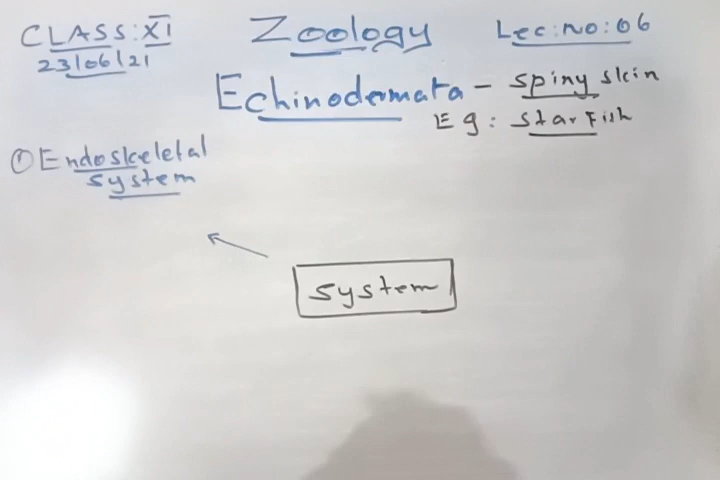 CLASS: XI Zoology Lec: no: 06
23/06/21
Echinodermata - spiny skin
Eg: star Fish
① Endoskeletal
system
system